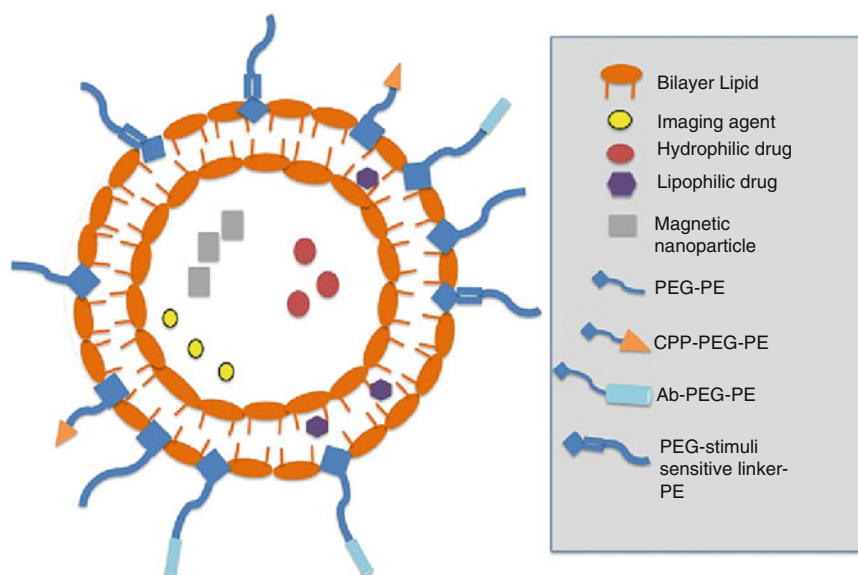 Bilayer Lipid
Imaging agent
Hydrophilic drug
Lipophilic drug
Magnetic
nanoparticle
PEG-PE
CPP-PEG-PE
Ab-PEG-PE
PEG-stimuli
sensitive linker-
PE